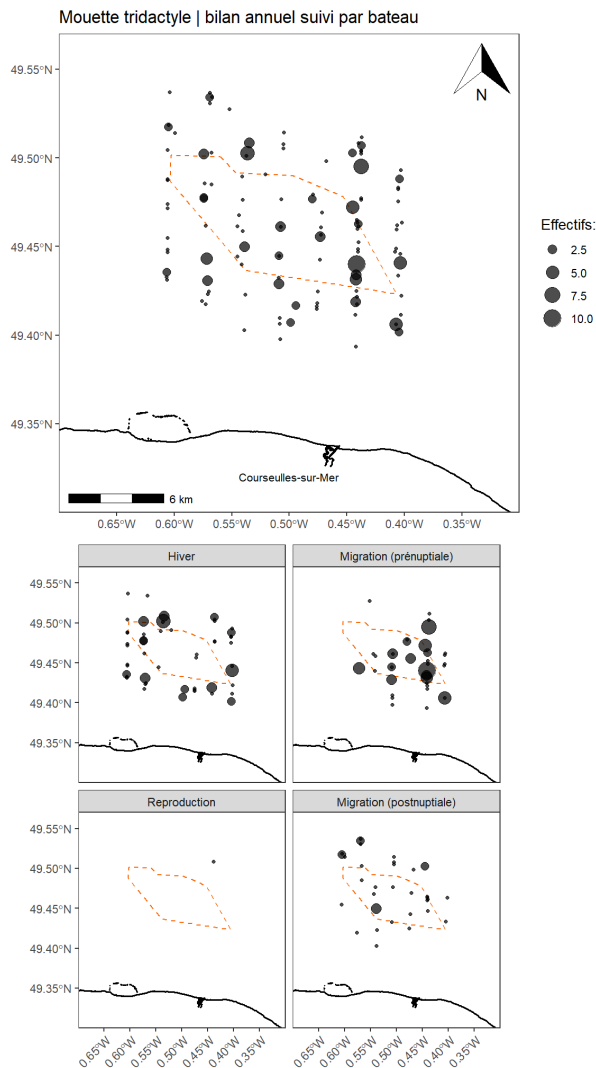 Mouette tridactyle | bilan annuel suivi par bateau
49.55°N
49.50°N
49.45°N
49.40°N
49.35°N
N
Courseulles-sur-Mer
6 km
0.65°W 0.60°W 0.55°W 0.50°W 0.45°W 0.40°W 0.35°W
Effectifs:
2.5
5.0
7.5
10.0
Hiver
Migration (prénuptiale)
49.55°N
49.50°N
49.45°N
49.40°N
49.35°N
Reproduction
Migration (postnuptiale)
49.55°N
49.50°N
49.45°N
49.40°N
49.35°N
0.65°W 0.60°W 0.55°W 0.50°W 0.45°W 0.40°W 0.35°W
0.65°W 0.60°W 0.55°W 0.50°W 0.45°W 0.40°W 0.35°W